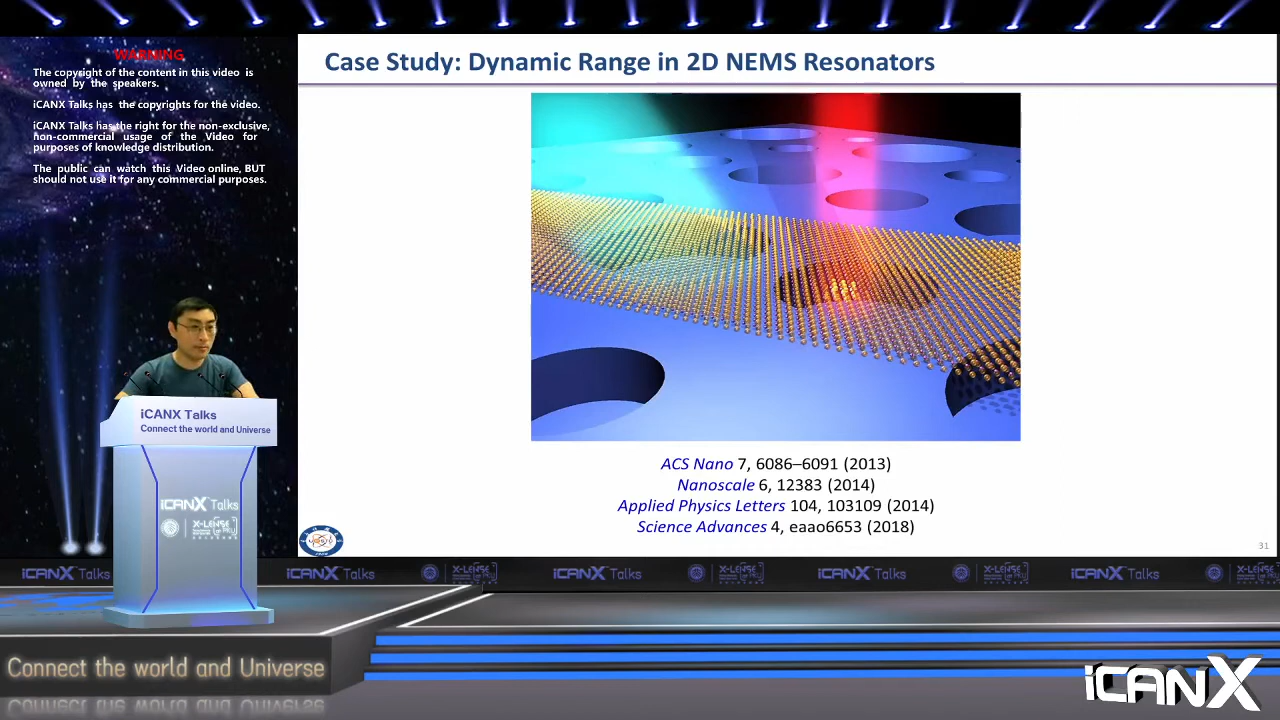 WARNING
The copyright of the content in this video is
owned by the speakers.
iCANX Talks has the copyrights for the video.
iCANX Talks has the right for the non-exclusive,
non-commercial usage of the Video for
purposes of knowledge distribution.
The public can watch this Video online, BUT
should not use it for any commercial purposes.
Case Study: Dynamic Range in 2D NEMS Resonators
ACS Nano 7, 6086–6091 (2013)
Nanoscale 6, 12383 (2014)
Applied Physics Letters 104, 103109 (2014)
Science Advances 4, eaao6653 (2018)
31
iCANX Talks
Connect the world and Universe
iCANX Talks
X-LENSE
iCANX Talks
iCANX Talks
X-LENSE
iCANX Talks
X-LENSE
iCANX Talks
X-LENSE
iCANX Talks
X-LENSE
Connect the world and Universe
iCANX